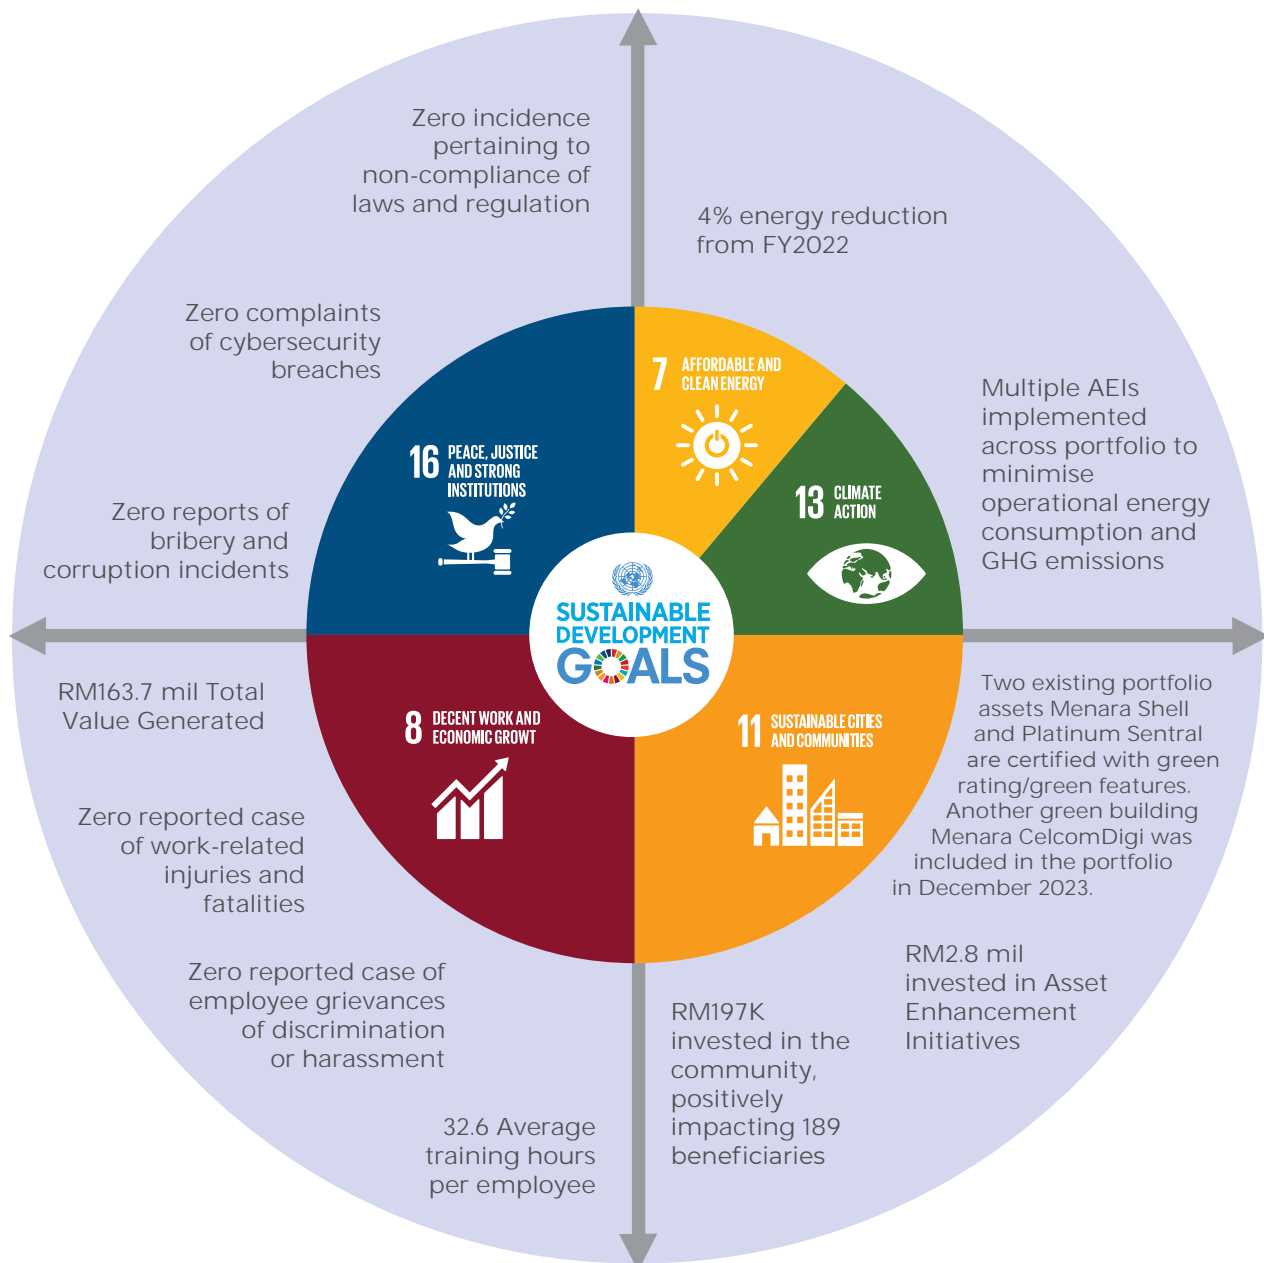 Zero incidence
pertaining to
non-compliance of
laws and regulation
4% energy reduction
from FY2022
Zero complaints
of cybersecurity
breaches
7 AFFORDABLE AND
CLEAN ENERGY
Multiple AEIs
implemented
across portfolio to
minimise
operational energy
consumption and
GHG emissions
16 PEACE, JUSTICE
AND STRONG
INSTITUTIONS
13 CLIMATE
ACTION
Zero reports of
bribery and
corruption incidents
SUSTAINABLE
DEVELOPMENT
GOALS
RM163.7 mil Total
Value Generated
8 DECENT WORK AND
ECONOMIC GROWT
11 SUSTAINABLE CITIES
AND COMMUNITIES
Two existing portfolio
assets Menara Shell
and Platinum Sentral
are certified with green
rating/green features.
Another green building
Menara CelcomDigi was
included in the portfolio
in December 2023.
Zero reported case
of work-related
injuries and
fatalities
Zero reported case of
employee grievances
of discrimination
or harassment
RM2.8 mil
invested in Asset
Enhancement
Initiatives
RM197K
invested in the
community,
positively
impacting 189
beneficiaries
32.6 Average
training hours
per employee